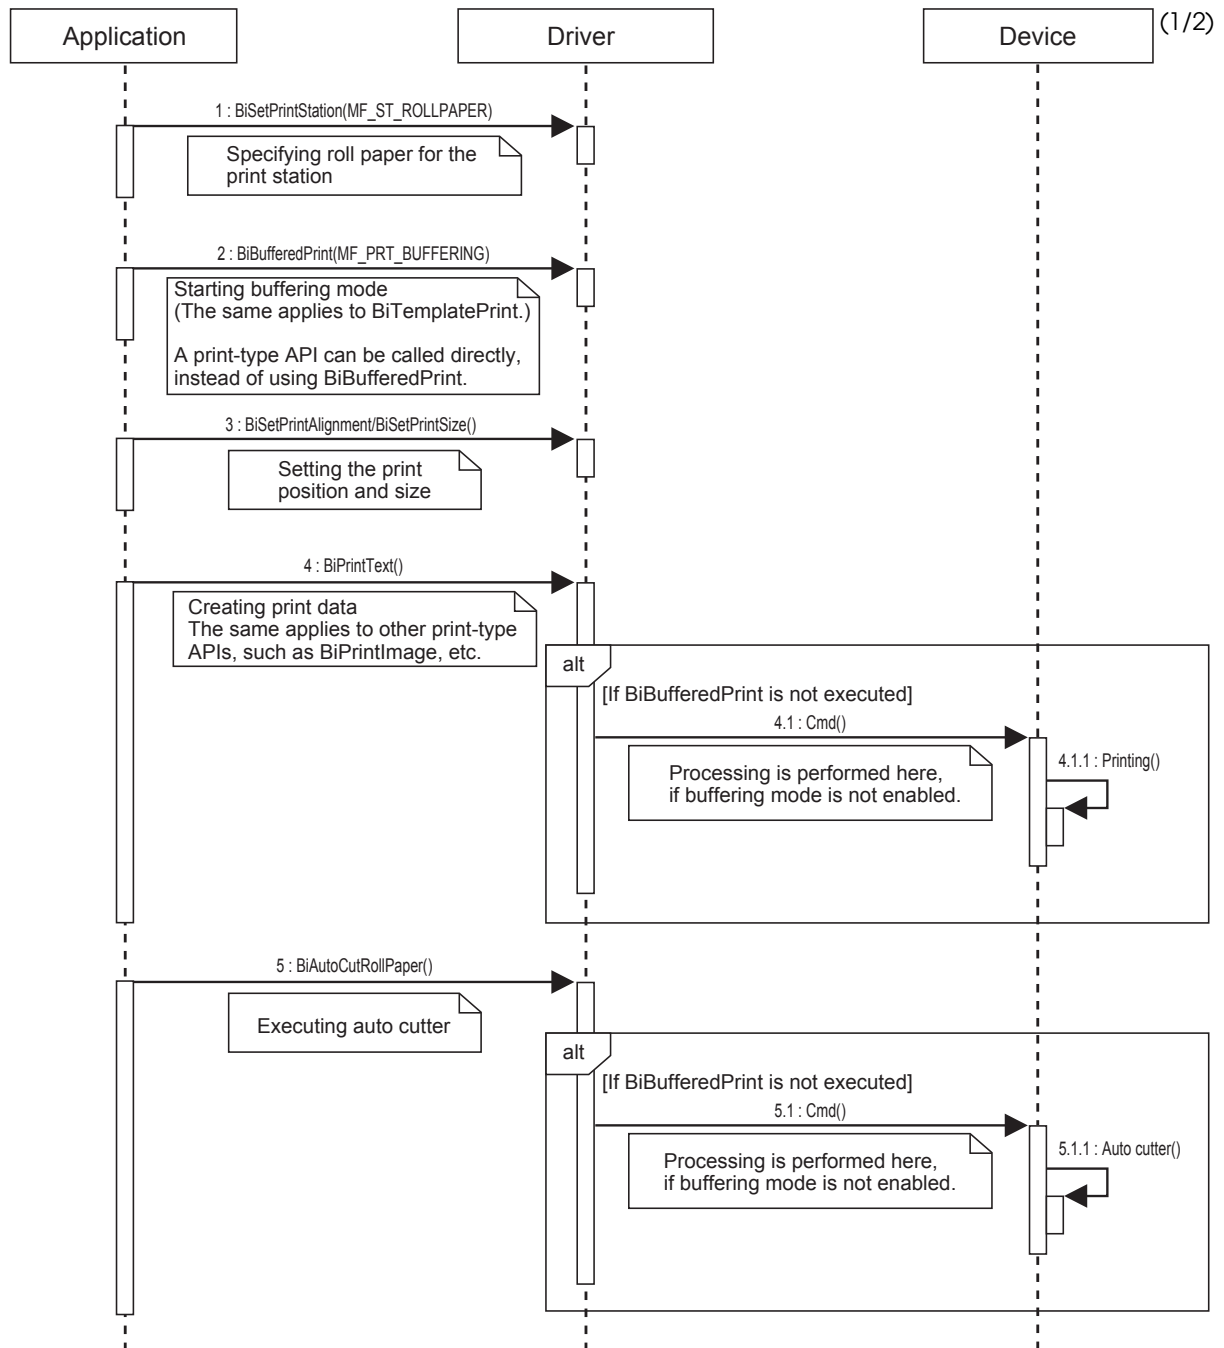 Application
Driver
Device
(1/2)
1 : BiSetPrintStation(MF_ST_ROLLPAPER)
Specifying roll paper for the
print station
2 : BiBufferedPrint(MF_PRT_BUFFERING)
Starting buffering mode
(The same applies to BiTemplatePrint.)
A print-type API can be called directly,
instead of using BiBufferedPrint.
3 : BiSetPrintAlignment/BiSetPrintSize()
Setting the print
position and size
4 : BiPrintText()
Creating print data
The same applies to other print-type
APIs, such as BiPrintImage, etc.
alt
[If BiBufferedPrint is not executed]
4.1 : Cmd()
Processing is performed here,
if buffering mode is not enabled.
4.1.1 : Printing()
5 : BiAutoCutRollPaper()
Executing auto cutter
alt
[If BiBufferedPrint is not executed]
5.1 : Cmd()
Processing is performed here,
if buffering mode is not enabled.
5.1.1 : Auto cutter()